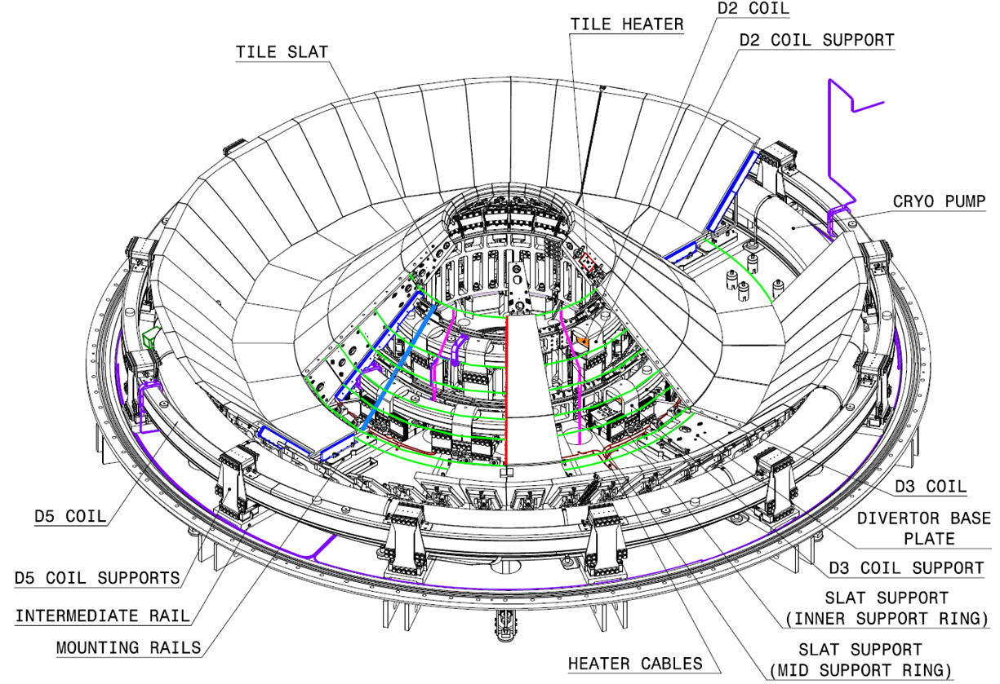 D2 COIL
TILE HEATER
D2 COIL SUPPORT
TILE SLAT
CRYO PUMP
D3 COIL
D5 COIL
DIVERTOR BASE
PLATE
D3 COIL SUPPORT
D5 COIL SUPPORTS
SLAT SUPPORT
(INNER SUPPORT RING)
INTERMEDIATE RAIL
MOUNTING RAILS
SLAT SUPPORT
(MID SUPPORT RING)
HEATER CABLES